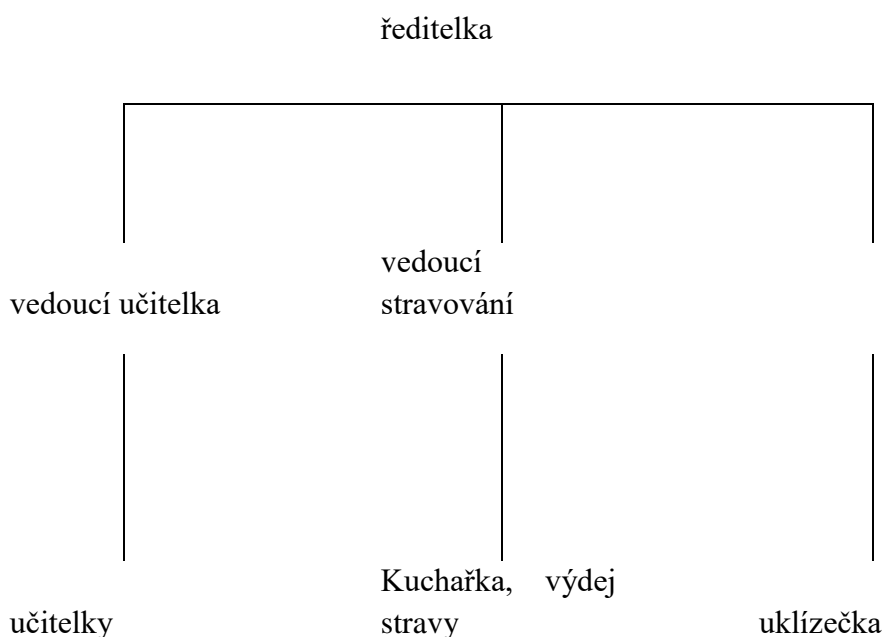 ředitelka
vedoucí učitelka
vedoucí
stravování
učitelky
Kuchařka, výdej
stravy
uklízečka